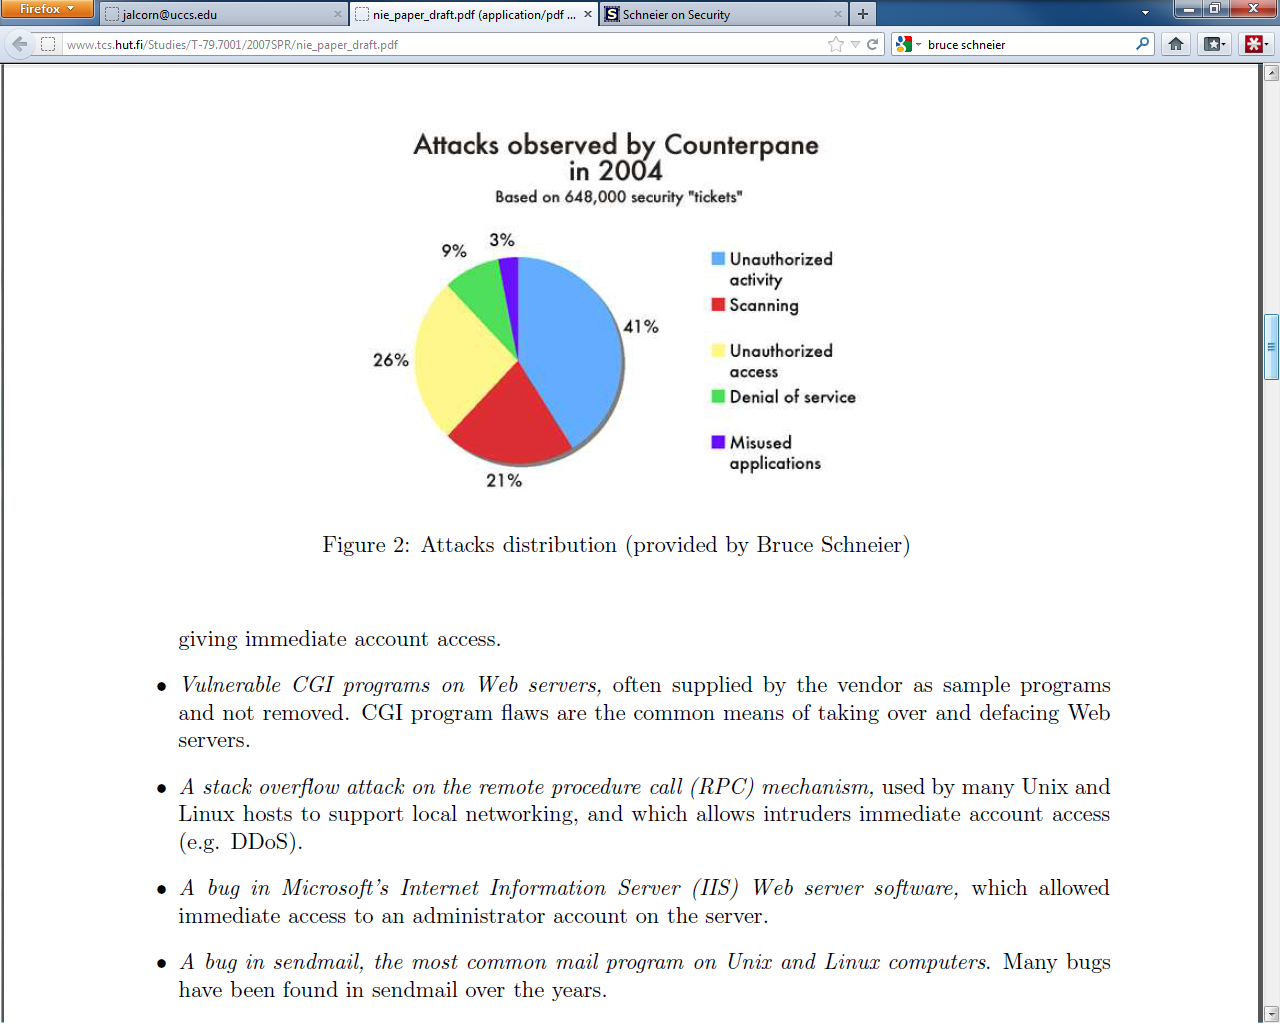 Firefox
jalcorn@uccs.edu
nie_paper_draft.pdf (application/pdf ...
S Schneier on Security
www.tcs.hut.fi/Studies/T-79.7001/2007SPR/nie_paper_draft.pdf
bruce schneier
Attacks observed by Counterpane
in 2004
Based on 648,000 security "tickets"
3%
9%
41%
26%
21%
Unauthorized
activity
Scanning
Unauthorized
access
Denial of service
Misused
applications
Figure 2: Attacks distribution (provided by Bruce Schneier)
giving immediate account access.
• Vulnerable CGI programs on Web servers, often supplied by the vendor as sample programs
and not removed. CGI program flaws are the common means of taking over and defacing Web
servers.
• A stack overflow attack on the remote procedure call (RPC) mechanism, used by many Unix and
Linux hosts to support local networking, and which allows intruders immediate account access
(e.g. DDoS).
• A bug in Microsoft's Internet Information Server (IIS) Web server software, which allowed
immediate access to an administrator account on the server.
• A bug in sendmail, the most common mail program on Unix and Linux computers. Many bugs
have been found in sendmail over the years.